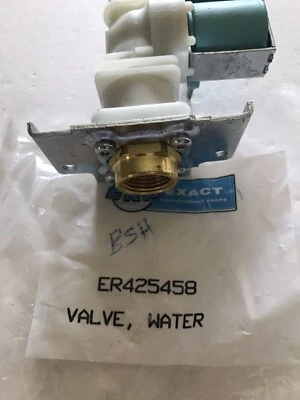 EXACT
BSH
ER425458
VALVE, WATER